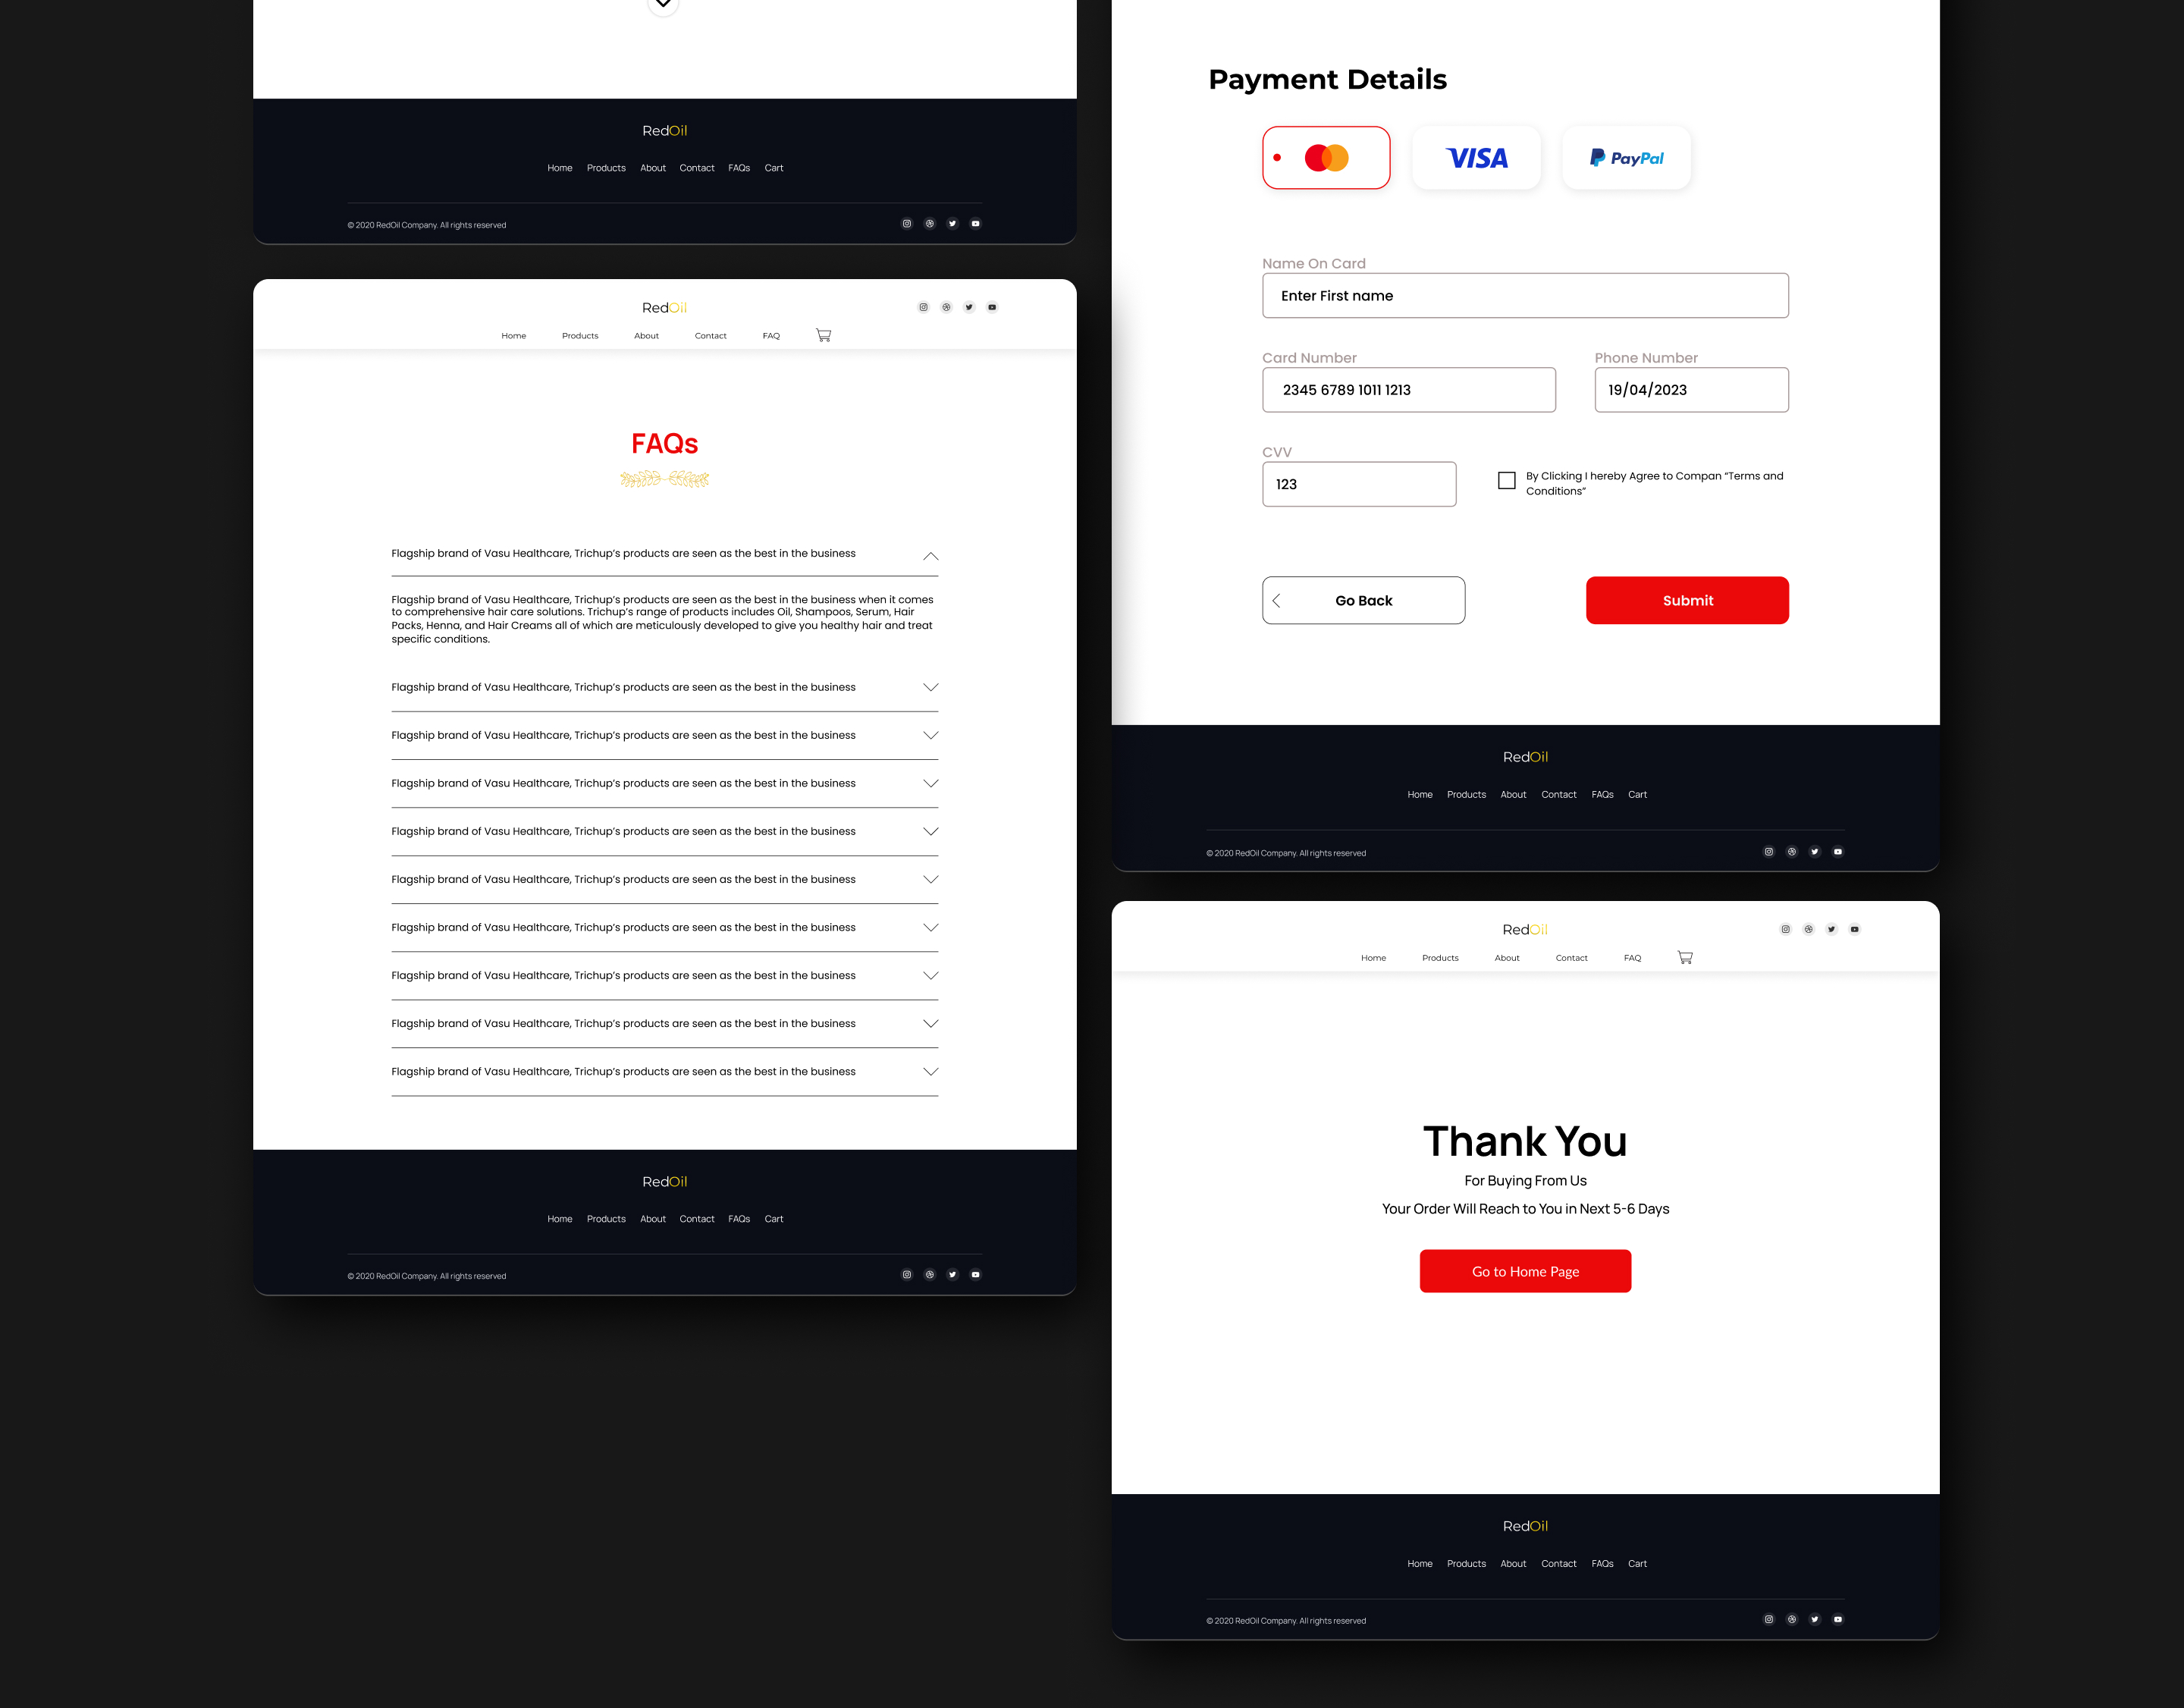 RedOil
Home Products About Contact FAQs Cart
© 2020 RedOil Company. All rights reserved
RedOil
Home Products About Contact FAQ
FAQs
Flagship brand of Vasu Healthcare, Trichup's products are seen as the best in the business
Flagship brand of Vasu Healthcare, Trichup's products are seen as the best in the business when it comes
to comprehensive hair care solutions. Trichup's range of products includes Oil, Shampoos, Serum, Hair
Packs, Henna, and Hair Creams all of which are meticulously developed to give you healthy hair and treat
specific conditions.
Flagship brand of Vasu Healthcare, Trichup's products are seen as the best in the business
Flagship brand of Vasu Healthcare, Trichup's products are seen as the best in the business
Flagship brand of Vasu Healthcare, Trichup's products are seen as the best in the business
Flagship brand of Vasu Healthcare, Trichup's products are seen as the best in the business
Flagship brand of Vasu Healthcare, Trichup's products are seen as the best in the business
Flagship brand of Vasu Healthcare, Trichup's products are seen as the best in the business
Flagship brand of Vasu Healthcare, Trichup's products are seen as the best in the business
Flagship brand of Vasu Healthcare, Trichup's products are seen as the best in the business
Flagship brand of Vasu Healthcare, Trichup's products are seen as the best in the business
RedOil
Home Products About Contact FAQs Cart
© 2020 RedOil Company. All rights reserved
Payment Details
VISA
PayPal
Name On Card
Enter First name
Card Number Phone Number
2345 6789 1011 1213 19/04/2023
CVV
123
By Clicking I hereby Agree to Compan "Terms and
Conditions"
Go Back Submit
RedOil
Home Products About Contact FAQs Cart
© 2020 RedOil Company. All rights reserved
RedOil
Home Products About Contact FAQ
Thank You
For Buying From Us
Your Order Will Reach to You in Next 5-6 Days
Go to Home Page
RedOil
Home Products About Contact FAQs Cart
© 2020 RedOil Company. All rights reserved